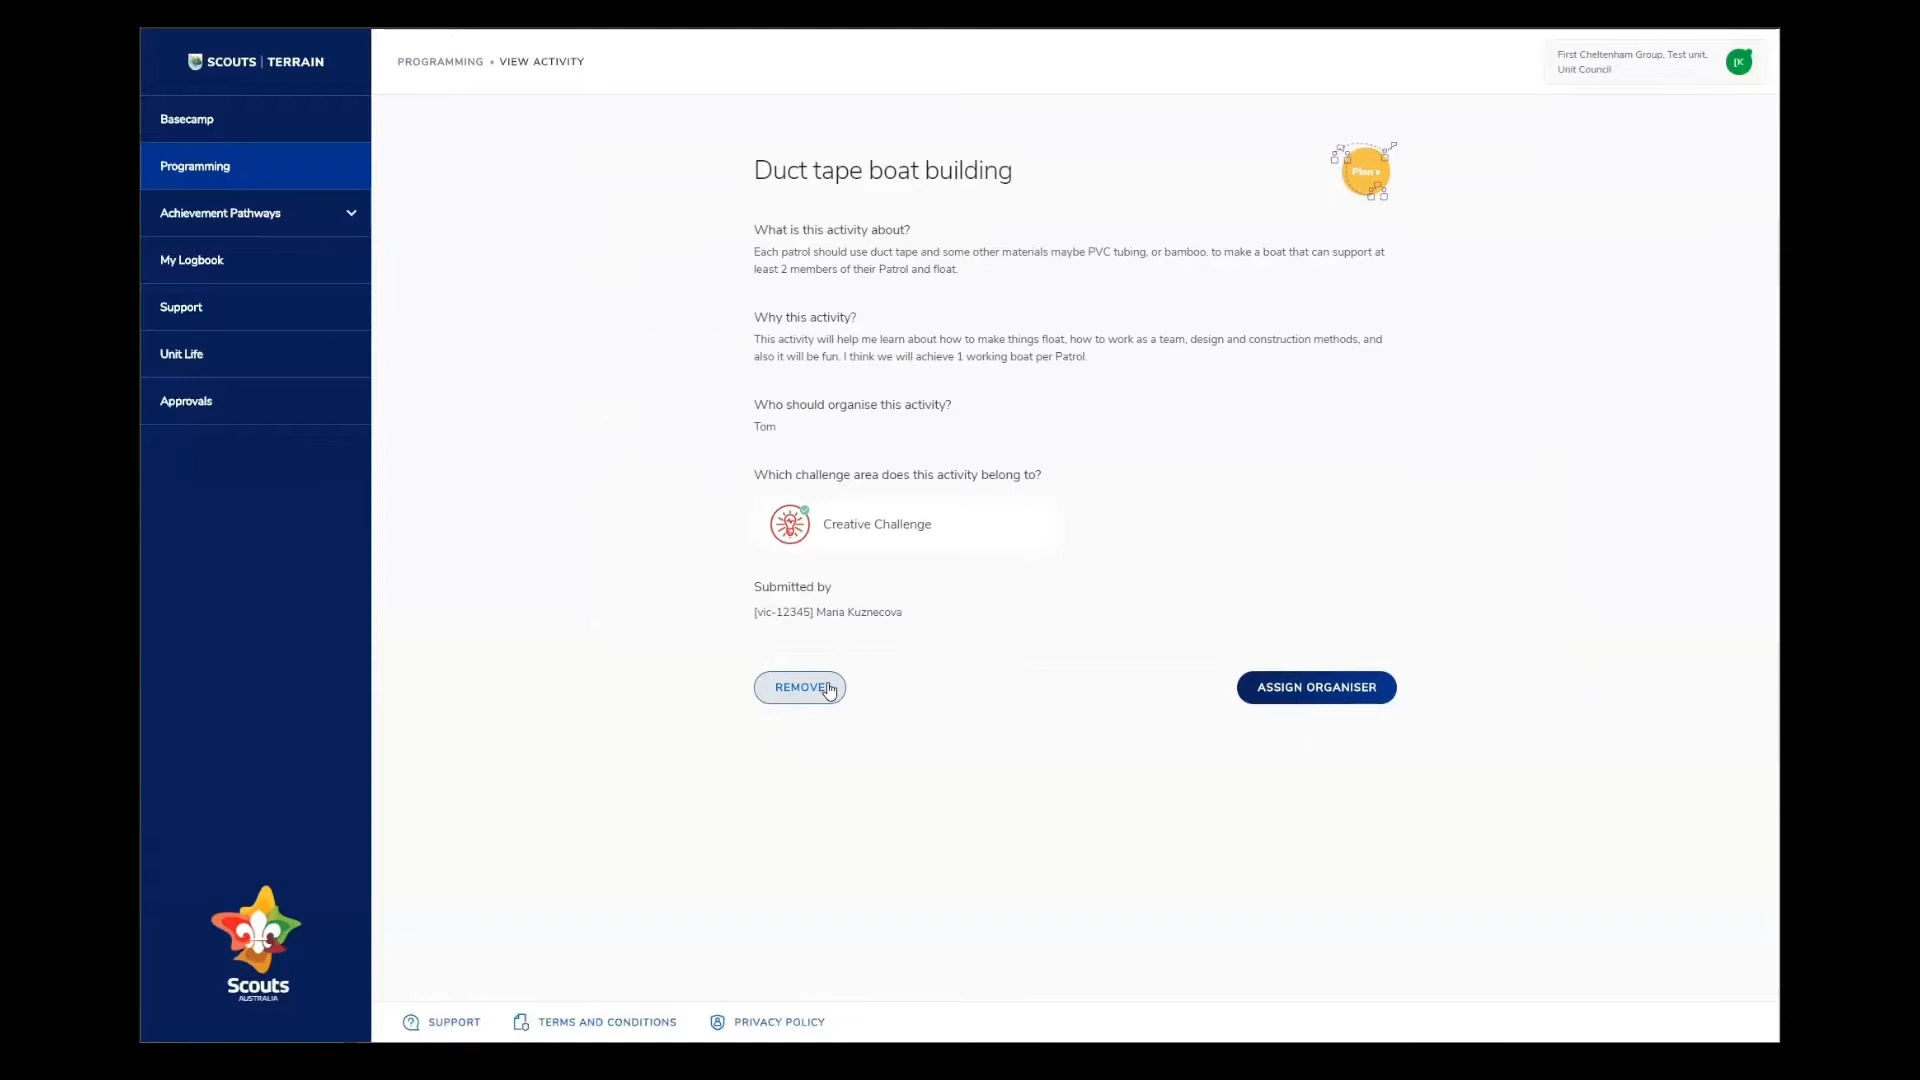 SCOUTS | TERRAIN
PROGRAMMING • VIEW ACTIVITY
First Cheltenham Group, Test unit,
Unit Council
[K
Basecamp
Programming
Achievement Pathways
My Logbook
Support
Unit Life
Approvals
Duct tape boat building
Plan
What is this activity about?
Each patrol should use duct tape and some other materials maybe PVC tubing, or bamboo. to make a boat that can support at
least 2 members of their Patrol and float.
Why this activity?
This activity will help me learn about how to make things float, how to work as a team, design and construction methods, and
also it will be fun. I think we will achieve 1 working boat per Patrol.
Who should organise this activity?
Tom
Which challenge area does this activity belong to?
Creative Challenge
Submitted by
[vic-12345] Maria Kuznecova
REMOVE
ASSIGN ORGANISER
Scouts
AUSTRALIA
SUPPORT
TERMS AND CONDITIONS
PRIVACY POLICY